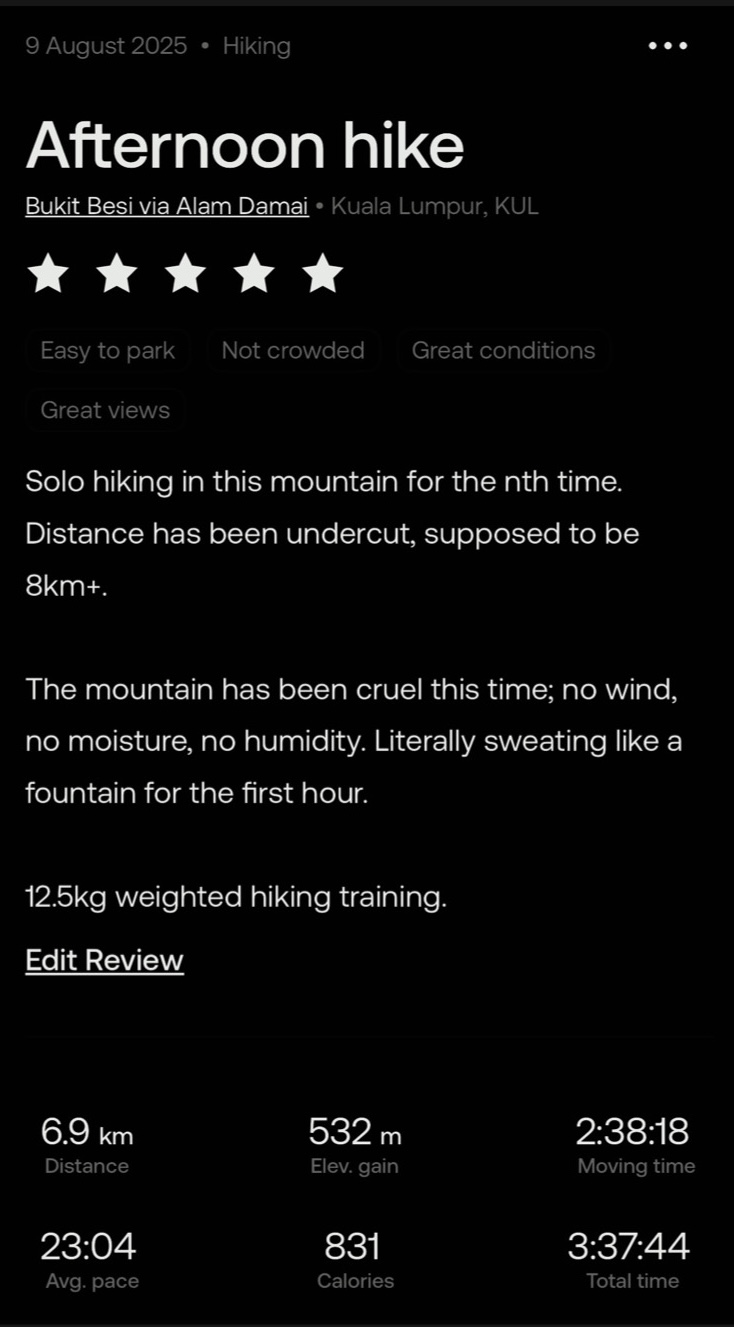 9 August 2025 • Hiking
Afternoon hike
Bukit Besi via Alam Damai • Kuala Lumpur, KUL
Easy to park
Not crowded
Great conditions
Great views
Solo hiking in this mountain for the nth time.
Distance has been undercut, supposed to be
8km+.
The mountain has been cruel this time; no wind,
no moisture, no humidity. Literally sweating like a
fountain for the first hour.
12.5kg weighted hiking training.
Edit Review
6.9 km
Distance
532 m
Elev. gain
2:38:18
Moving time
23:04
Avg. pace
831
Calories
3:37:44
Total time